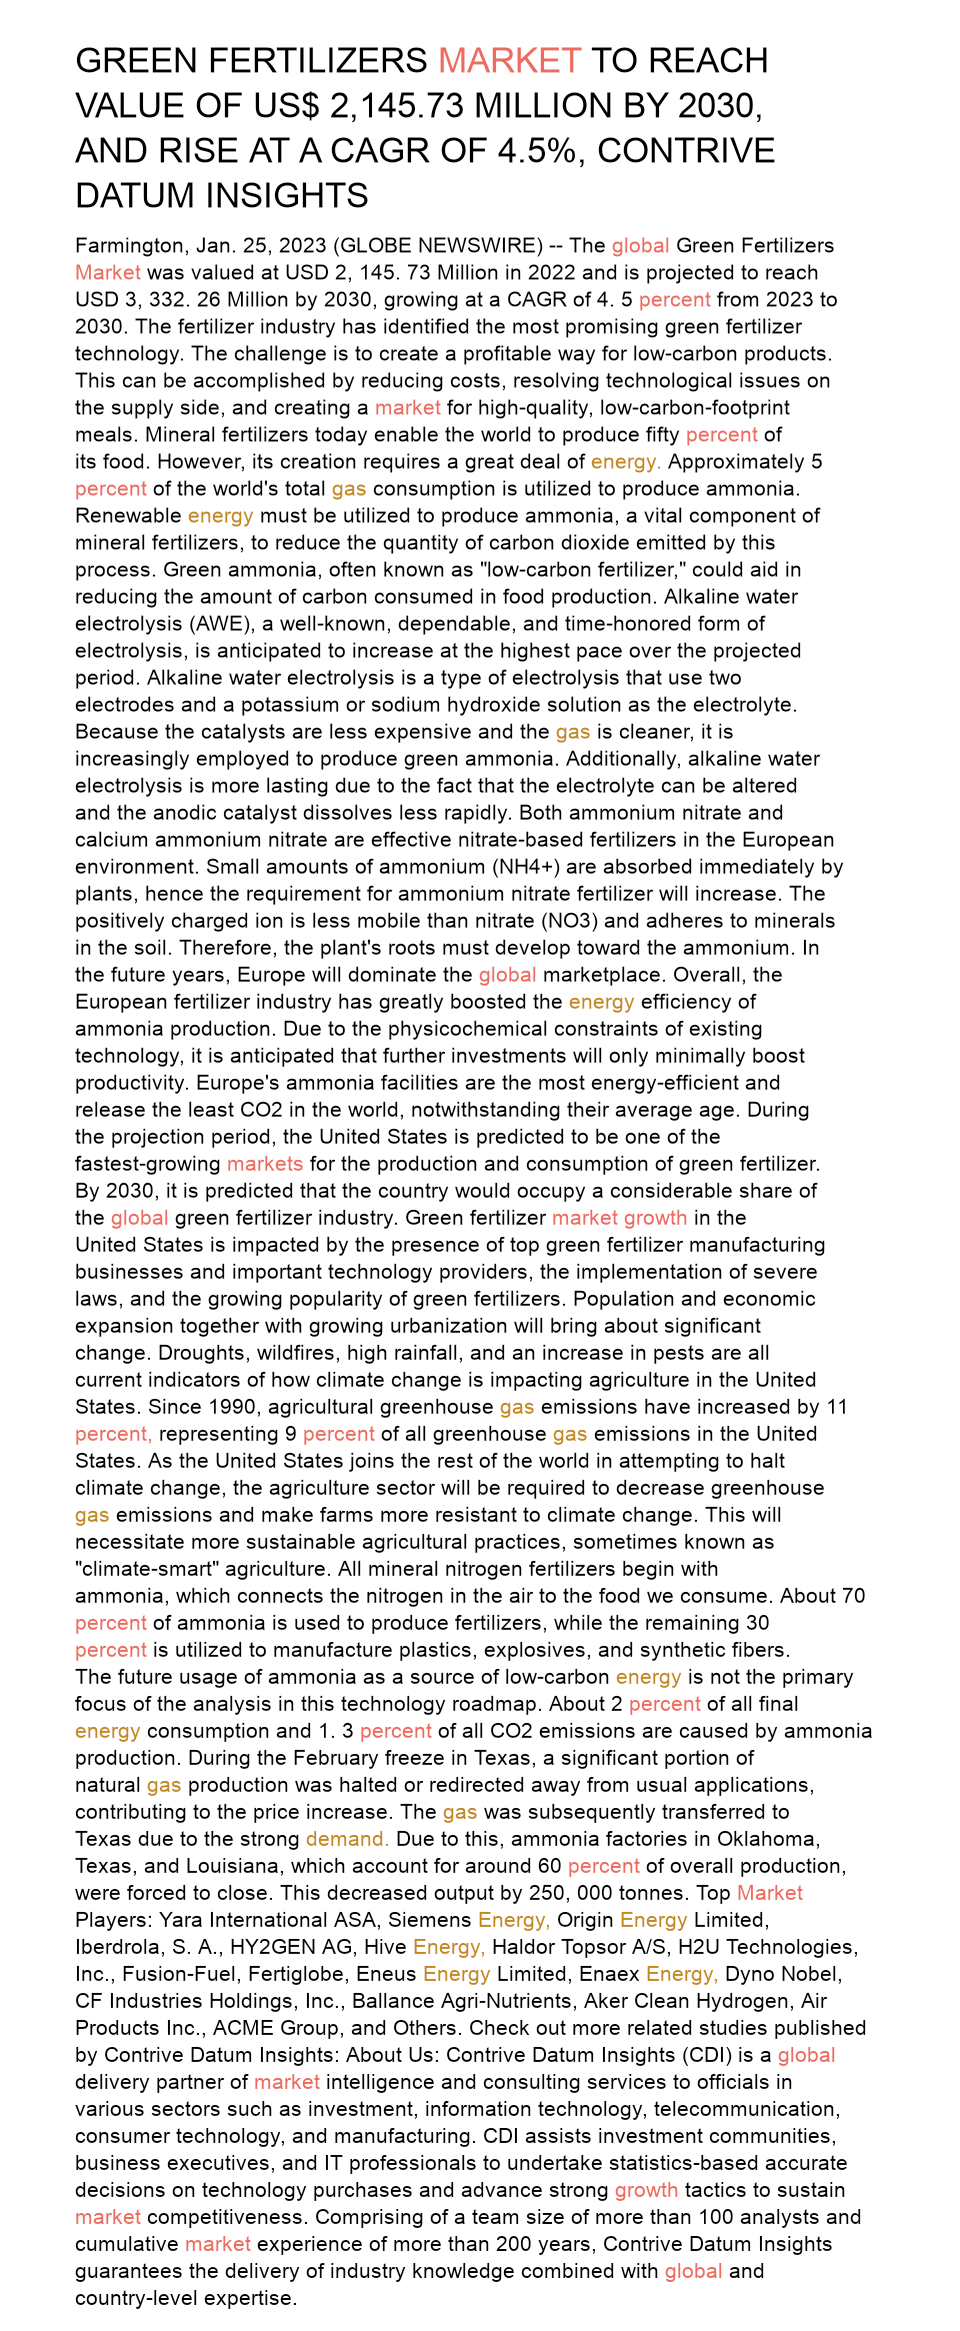 GREEN FERTILIZERS MARKET TO REACH
VALUE OF US$ 2,145.73 MILLION BY 2030,
AND RISE AT A CAGR OF 4.5%, CONTRIVE
DATUM INSIGHTS
Farmington, Jan. 25, 2023 (GLOBE NEWSWIRE) -- The global Green Fertilizers
Market was valued at USD 2, 145. 73 Million in 2022 and is projected to reach
USD 3, 332. 26 Million by 2030, growing at a CAGR of 4. 5 percent from 2023 to
2030. The fertilizer industry has identified the most promising green fertilizer
technology. The challenge is to create a profitable way for low-carbon products.
This can be accomplished by reducing costs, resolving technological issues on
the supply side, and creating a market for high-quality, low-carbon-footprint
meals. Mineral fertilizers today enable the world to produce fifty percent of
its food. However, its creation requires a great deal of energy. Approximately 5
percent of the world's total gas consumption is utilized to produce ammonia.
Renewable energy must be utilized to produce ammonia, a vital component of
mineral fertilizers, to reduce the quantity of carbon dioxide emitted by this
process. Green ammonia, often known as "low-carbon fertilizer," could aid in
reducing the amount of carbon consumed in food production. Alkaline water
electrolysis (AWE), a well-known, dependable, and time-honored form of
electrolysis, is anticipated to increase at the highest pace over the projected
period. Alkaline water electrolysis is a type of electrolysis that use two
electrodes and a potassium or sodium hydroxide solution as the electrolyte.
Because the catalysts are less expensive and the gas is cleaner, it is
increasingly employed to produce green ammonia. Additionally, alkaline water
electrolysis is more lasting due to the fact that the electrolyte can be altered
and the anodic catalyst dissolves less rapidly. Both ammonium nitrate and
calcium ammonium nitrate are effective nitrate-based fertilizers in the European
environment. Small amounts of ammonium (NH4+) are absorbed immediately by
plants, hence the requirement for ammonium nitrate fertilizer will increase. The
positively charged ion is less mobile than nitrate (NO3) and adheres to minerals
in the soil. Therefore, the plant's roots must develop toward the ammonium. In
the future years, Europe will dominate the global marketplace. Overall, the
European fertilizer industry has greatly boosted the energy efficiency of
ammonia production. Due to the physicochemical constraints of existing
technology, it is anticipated that further investments will only minimally boost
productivity. Europe's ammonia facilities are the most energy-efficient and
release the least CO2 in the world, notwithstanding their average age. During
the projection period, the United States is predicted to be one of the
fastest-growing markets for the production and consumption of green fertilizer.
By 2030, it is predicted that the country would occupy a considerable share of
the global green fertilizer industry. Green fertilizer market growth in the
United States is impacted by the presence of top green fertilizer manufacturing
businesses and important technology providers, the implementation of severe
laws, and the growing popularity of green fertilizers. Population and economic
expansion together with growing urbanization will bring about significant
change. Droughts, wildfires, high rainfall, and an increase in pests are all
current indicators of how climate change is impacting agriculture in the United
States. Since 1990, agricultural greenhouse gas emissions have increased by 11
percent, representing 9 percent of all greenhouse gas emissions in the United
States. As the United States joins the rest of the world in attempting to halt
climate change, the agriculture sector will be required to decrease greenhouse
gas emissions and make farms more resistant to climate change. This will
necessitate more sustainable agricultural practices, sometimes known as
"climate-smart" agriculture. All mineral nitrogen fertilizers begin with
ammonia, which connects the nitrogen in the air to the food we consume. About 70
percent of ammonia is used to produce fertilizers, while the remaining 30
percent is utilized to manufacture plastics, explosives, and synthetic fibers.
The future usage of ammonia as a source of low-carbon energy is not the primary
focus of the analysis in this technology roadmap. About 2 percent of all final
energy consumption and 1. 3 percent of all CO2 emissions are caused by ammonia
production. During the February freeze in Texas, a significant portion of
natural gas production was halted or redirected away from usual applications,
contributing to the price increase. The gas was subsequently transferred to
Texas due to the strong demand. Due to this, ammonia factories in Oklahoma,
Texas, and Louisiana, which account for around 60 percent of overall production,
were forced to close. This decreased output by 250, 000 tonnes. Top Market
Players: Yara International ASA, Siemens Energy, Origin Energy Limited,
Iberdrola, S. A., HY2GEN AG, Hive Energy, Haldor Topsor A/S, H2U Technologies,
Inc., Fusion-Fuel, Fertiglobe, Eneus Energy Limited, Enaex Energy, Dyno Nobel,
CF Industries Holdings, Inc., Ballance Agri-Nutrients, Aker Clean Hydrogen, Air
Products Inc., ACME Group, and Others. Check out more related studies published
by Contrive Datum Insights: About Us: Contrive Datum Insights (CDI) is a global
delivery partner of market intelligence and consulting services to officials in
various sectors such as investment, information technology, telecommunication,
consumer technology, and manufacturing. CDI assists investment communities,
business executives, and IT professionals to undertake statistics-based accurate
decisions on technology purchases and advance strong growth tactics to sustain
market competitiveness. Comprising of a team size of more than 100 analysts and
cumulative market experience of more than 200 years, Contrive Datum Insights
guarantees the delivery of industry knowledge combined with global and
country-level expertise.